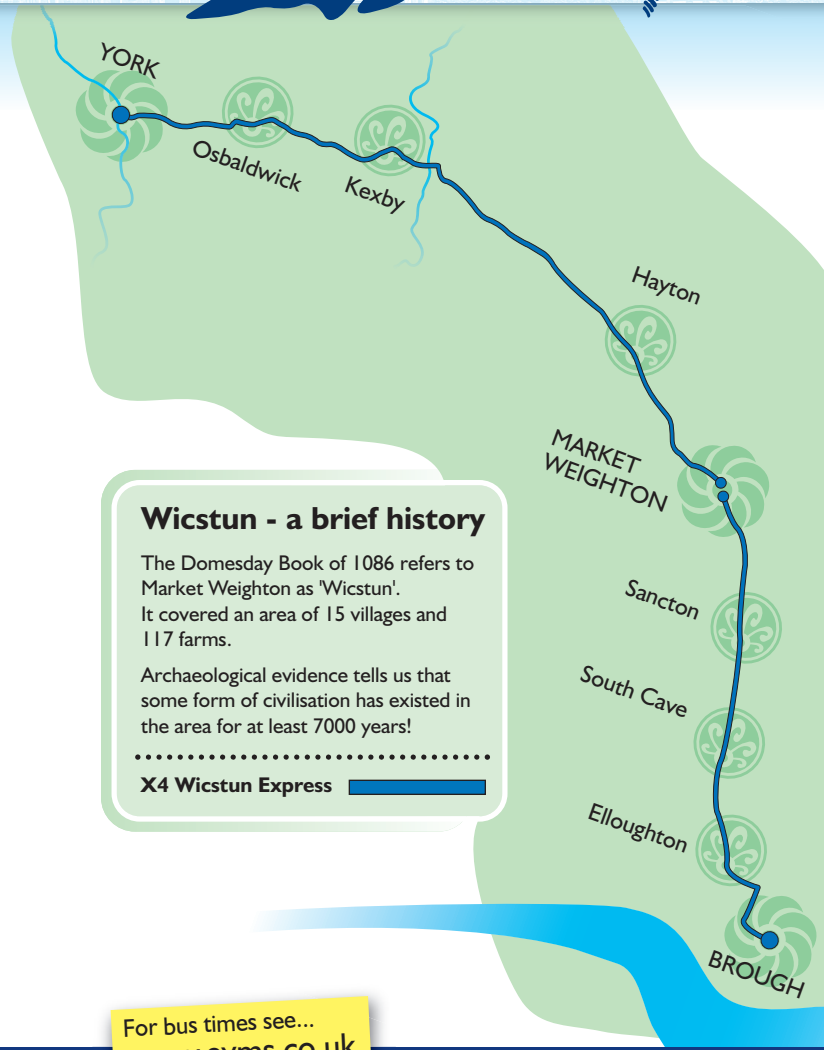 YORK
Osbaldwick
Kexby
Hayton
MARKET
WEIGHTON
Sancton
South Cave
Elloughton
BROUGH
Wicstun - a brief history
The Domesday Book of 1086 refers to
Market Weighton as 'Wicstun'.
It covered an area of 15 villages and
117 farms.
Archaeological evidence tells us that
some form of civilisation has existed in
the area for at least 7000 years!
X4 Wicstun Express
For bus times see...